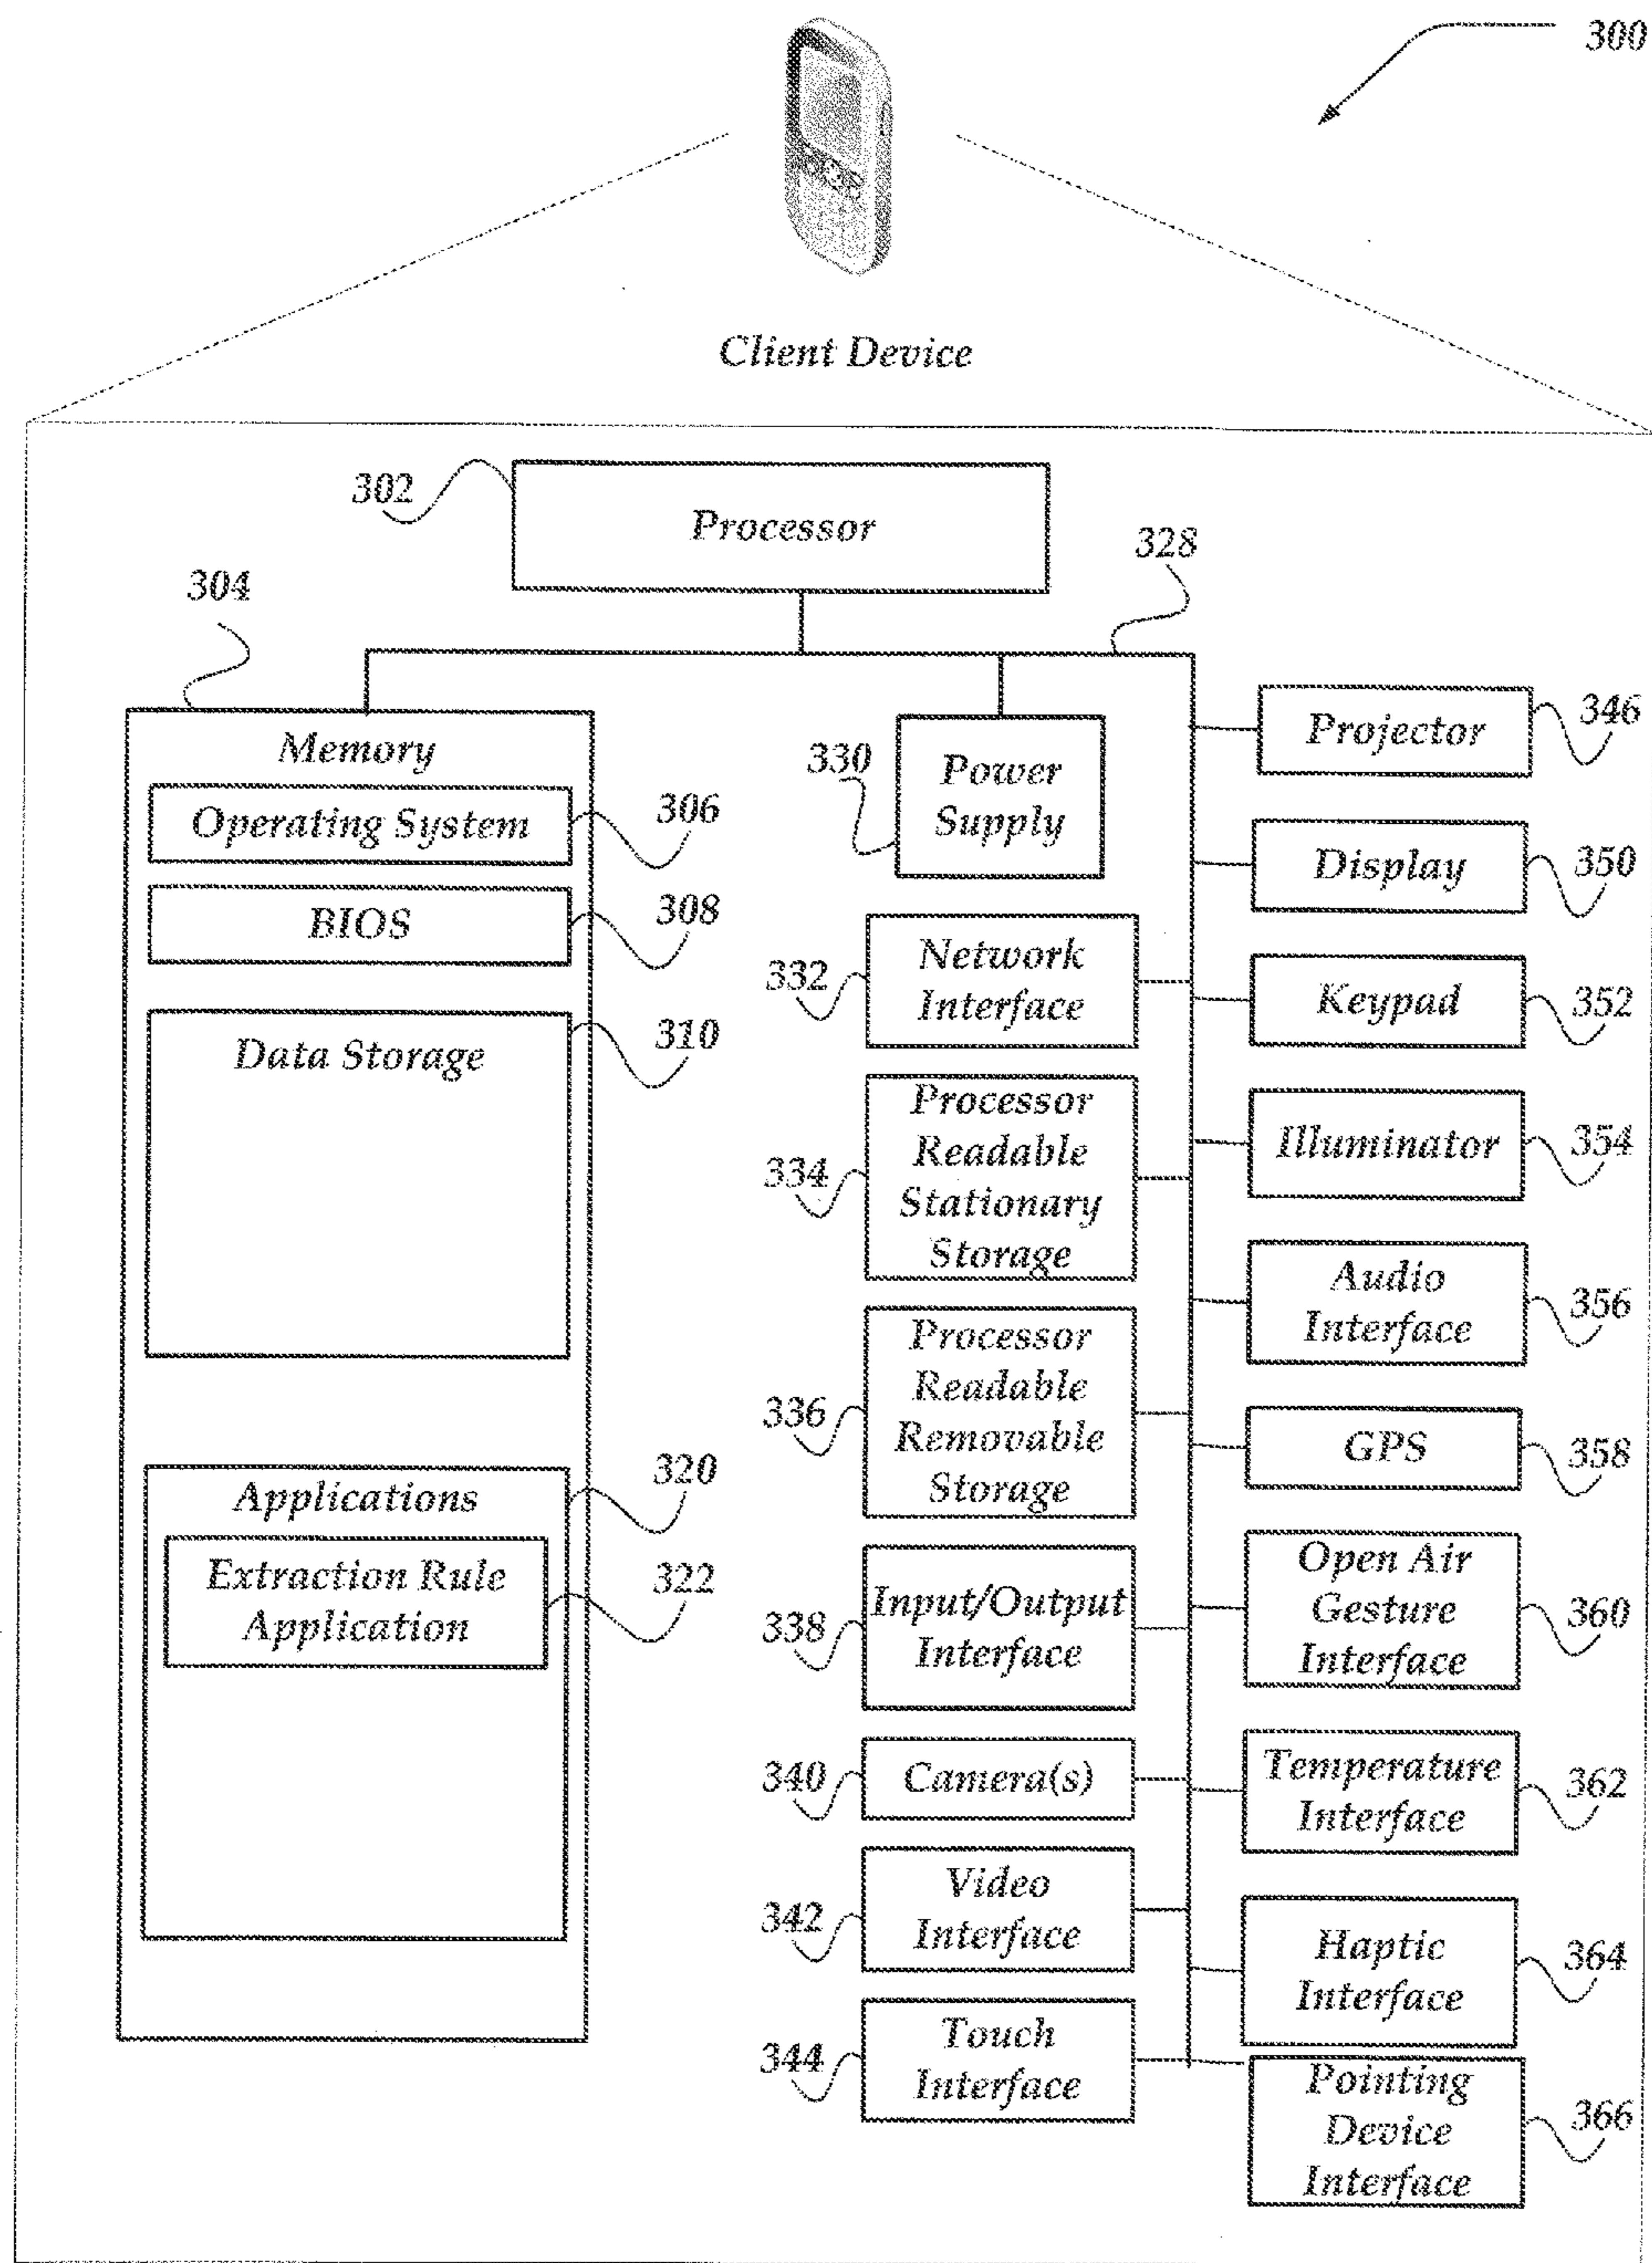 300
Client Device
302
Processor
328
304
Memory
Operating System
306
BIOS
308
Data Storage
310
Applications
320
Extraction Rule
Application
322
330
Power
Supply
332
Network
Interface
334
Processor
Readable
Stationary
Storage
336
Processor
Readable
Removable
Storage
338
Input/Output
Interface
340
Camera(s)
342
Video
Interface
344
Touch
Interface
Projector
346
Display
350
Keypad
352
Illuminator
354
Audio
Interface
356
GPS
358
Open Air
Gesture
Interface
360
Temperature
Interface
362
Haptic
Interface
364
Pointing
Device
Interface
366